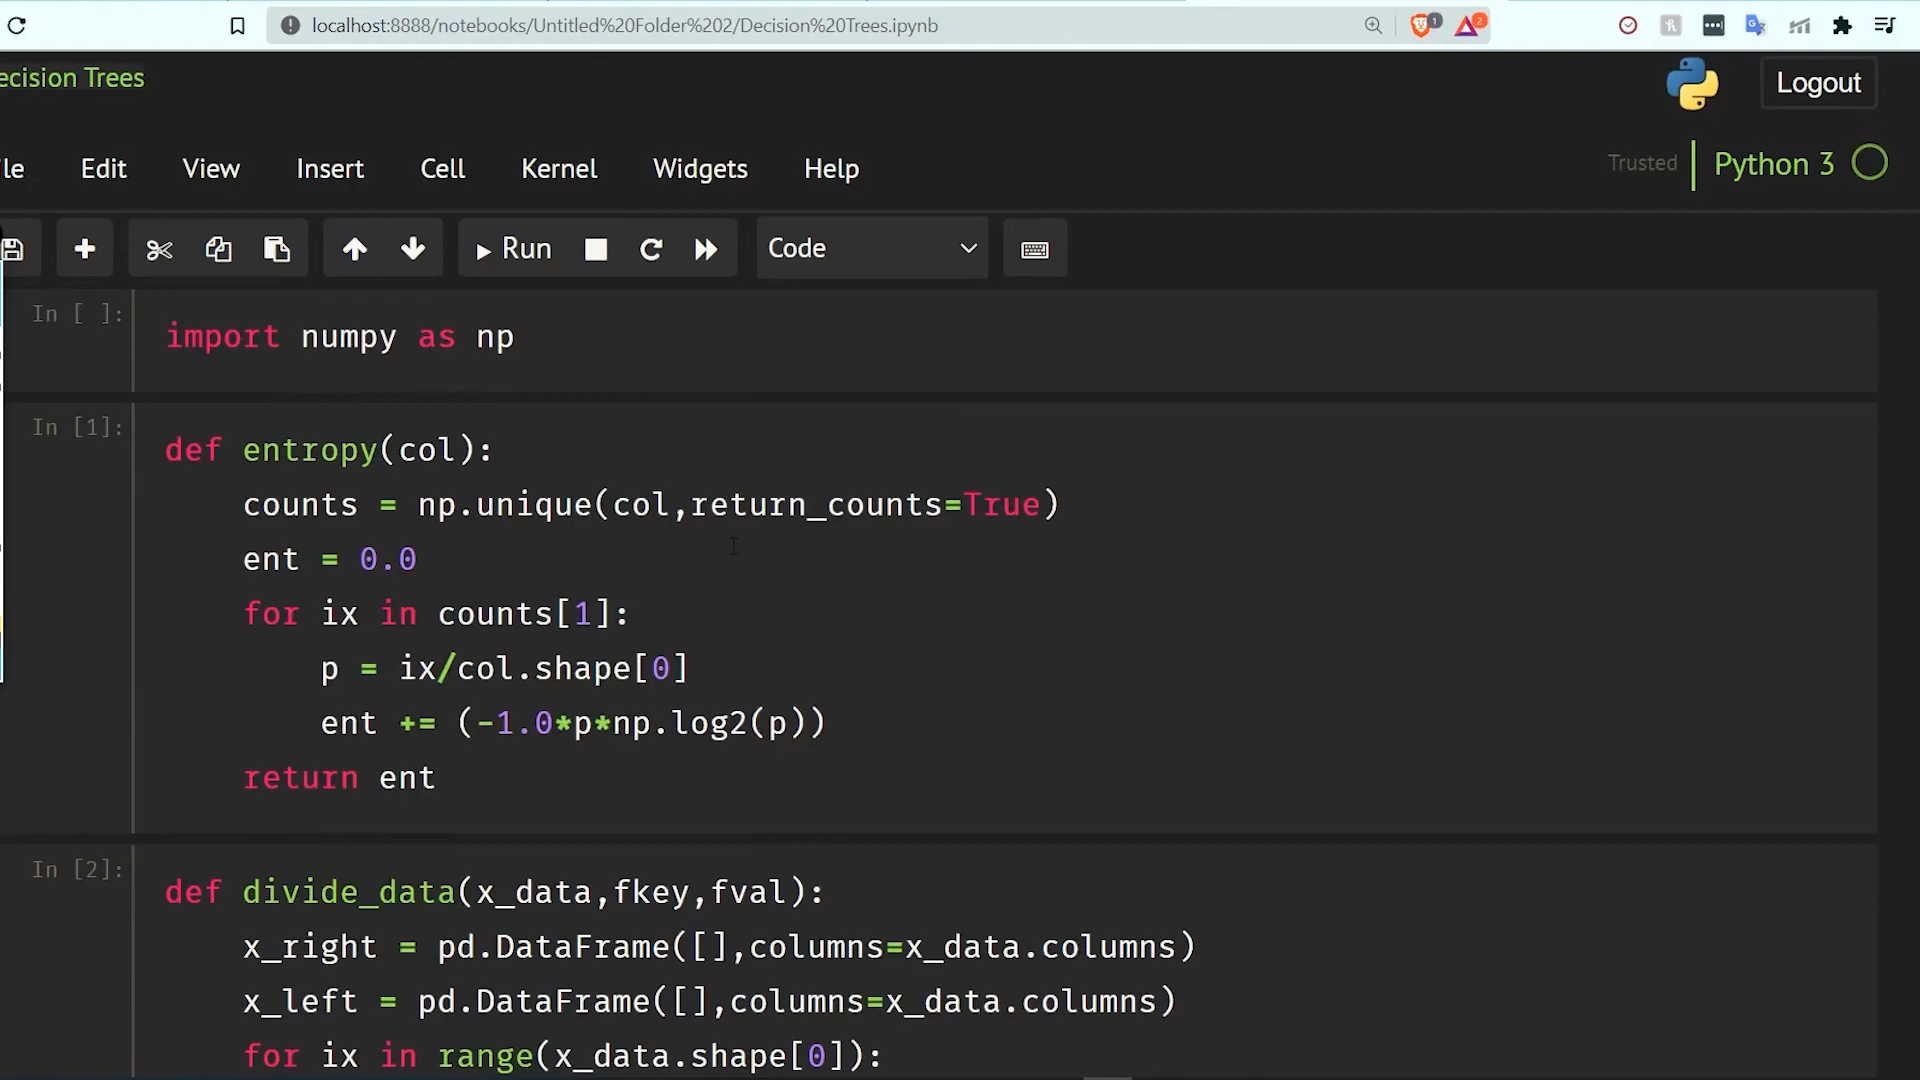 localhost:8888/notebooks/Untitled%20Folder%202/Decision%20Trees.ipynb
1
2
ecision Trees
Logout
le Edit View Insert Cell Kernel Widgets Help
Trusted
Python 3
Run
Code
In [ ]:
import numpy as np
In [1]:
def entropy(col):
counts = np.unique(col,return_counts=True)
ent = 0.0
for ix in counts[1]:
p = ix/col.shape[0]
ent += (-1.0*p*np.log2(p))
return ent
In [2]:
def divide_data(x_data,fkey,fval):
x_right = pd.DataFrame([],columns=x_data.columns)
x_left = pd.DataFrame([],columns=x_data.columns)
for ix in range(x_data.shape[0]):